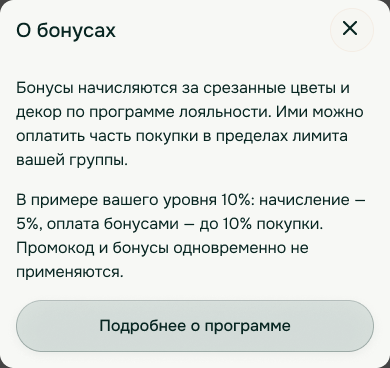 О бонусах
Бонусы начисляются за срезанные цветы и
декор по программе лояльности. Ими можно
оплатить часть покупки в пределах лимита
вашей группы.
В примере вашего уровня 10%: начисление —
5%, оплата бонусами — до 10% покупки.
Промокод и бонусы одновременно не
применяются.
Подробнее о программе